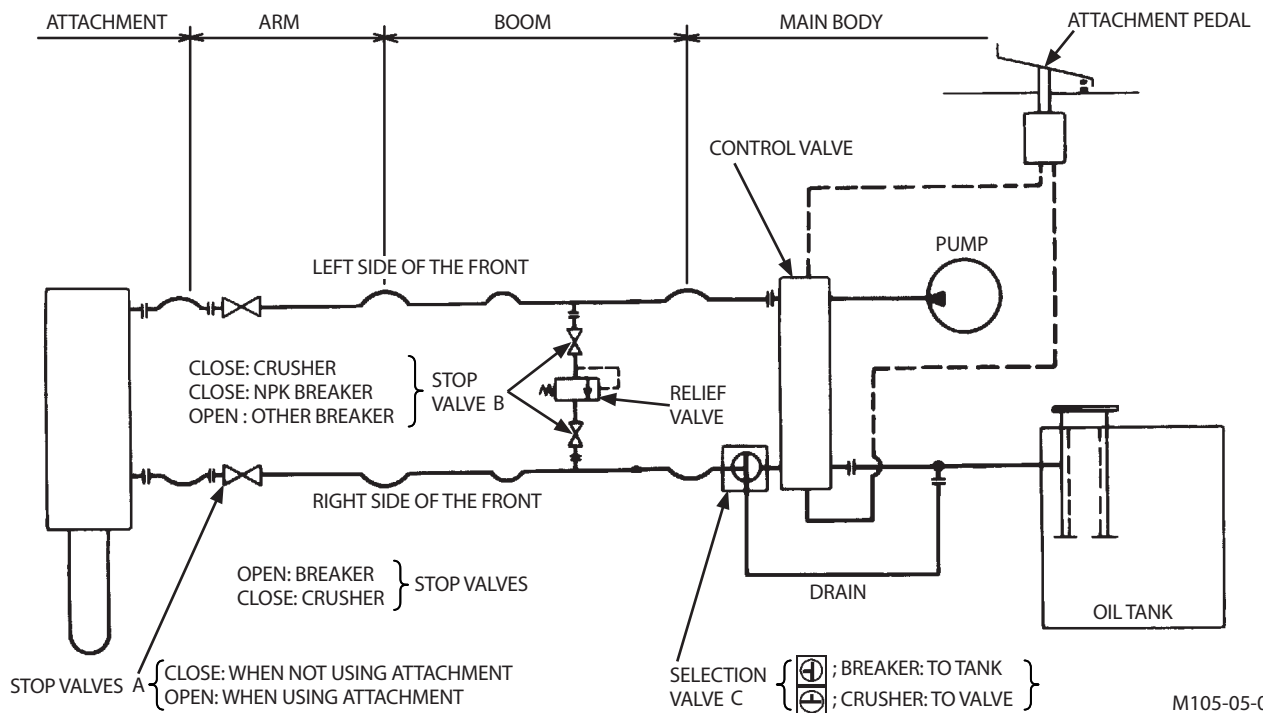 ATTACHMENT ARM BOOM MAIN BODY ATTACHMENT PEDAL
CONTROL VALVE
PUMP
LEFT SIDE OF THE FRONT
CLOSE: CRUSHER
CLOSE: NPK BREAKER
OPEN : OTHER BREAKER
STOP
VALVE B
RELIEF
VALVE
RIGHT SIDE OF THE FRONT
OPEN: BREAKER
CLOSE: CRUSHER
STOP VALVES
DRAIN
OIL TANK
STOP VALVES A
CLOSE: WHEN NOT USING ATTACHMENT
OPEN: WHEN USING ATTACHMENT
SELECTION
VALVE C
; BREAKER: TO TANK
; CRUSHER: TO VALVE
M105-05-0